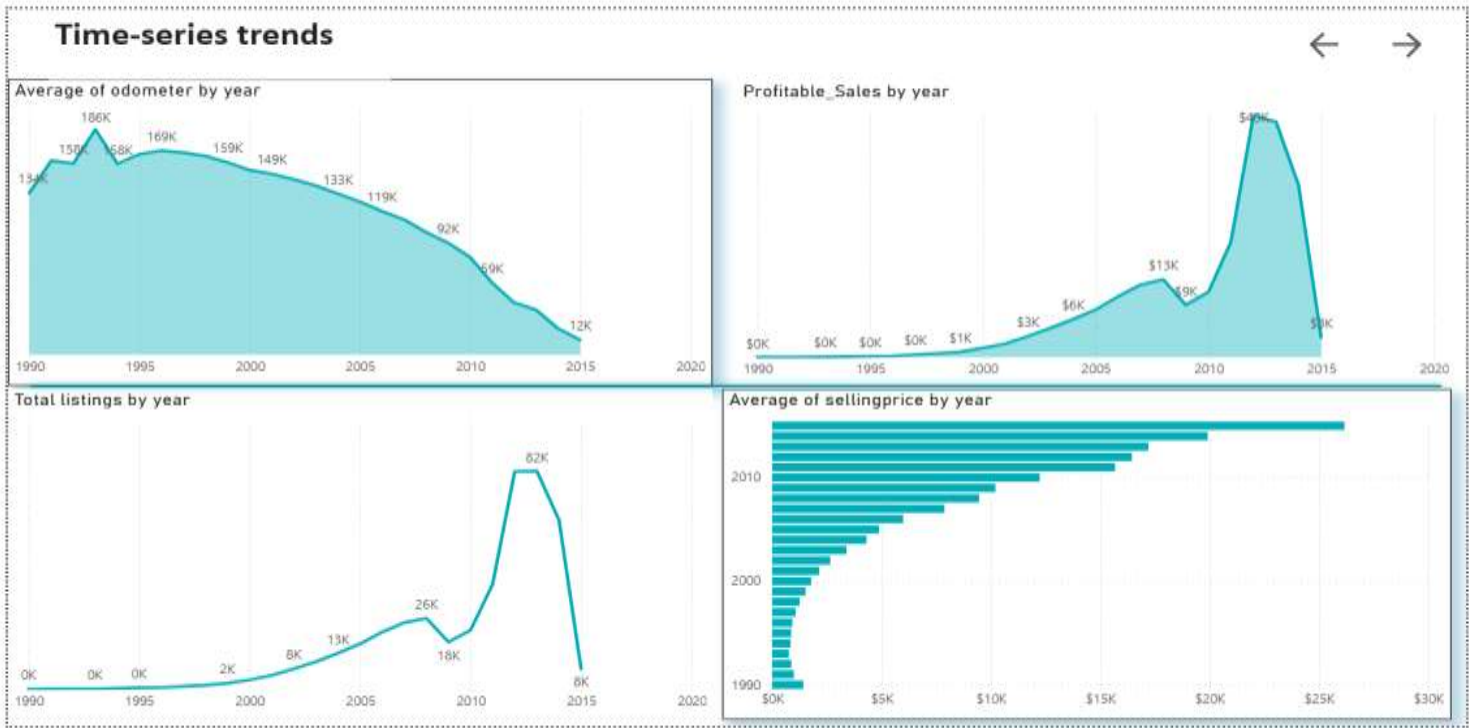 Time-series trends
Average of odometer by year
186K
158K
169K
159K
149K
133K
119K
92K
12K
1990 1995 2000 2005 2010 2015 2020
Profitable_Sales by year
$13K
$9K
$6K
$3K
$1K
$0K $0K $0K $0K
1990 1995 2000 2005 2010 2015 2020
Total listings by year
82K
26K
18K
13K
2K
0K 0K 0K
8K
1990 1995 2000 2005 2010 2015 2020
Average of sellingprice by year
2010
2000
1990
$0K $5K $10K $15K $20K $25K $30K